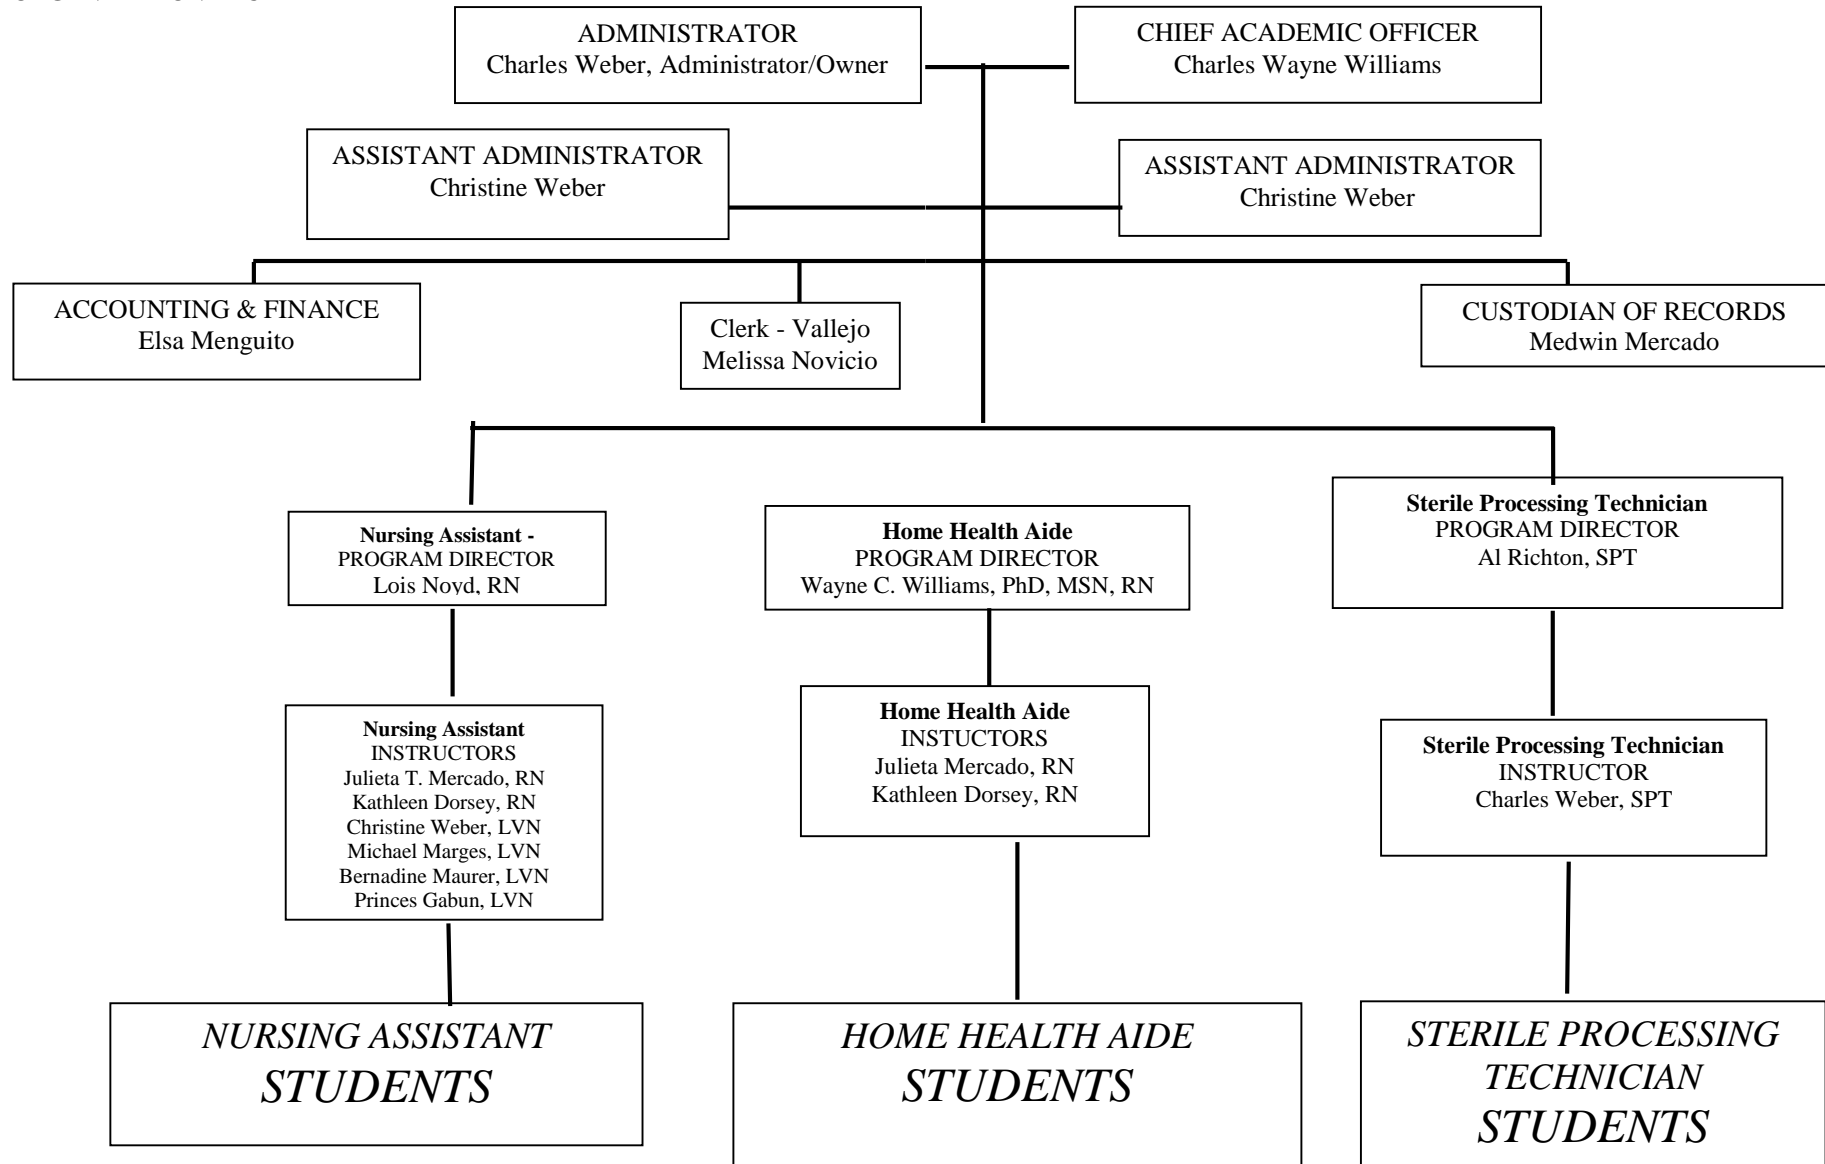 ADMINISTRATOR
Charles Weber, Administrator/Owner
CHIEF ACADEMIC OFFICER
Charles Wayne Williams
ASSISTANT ADMINISTRATOR
Christine Weber
ASSISTANT ADMINISTRATOR
Christine Weber
ACCOUNTING & FINANCE
Elsa Menguito
Clerk - Vallejo
Melissa Novicio
CUSTODIAN OF RECORDS
Medwin Mercado
Nursing Assistant -
PROGRAM DIRECTOR
Lois Noyd, RN
Home Health Aide
PROGRAM DIRECTOR
Wayne C. Williams, PhD, MSN, RN
Sterile Processing Technician
PROGRAM DIRECTOR
Al Richton, SPT
Nursing Assistant
INSTRUCTORS
Julieta T. Mercado, RN
Kathleen Dorsey, RN
Christine Weber, LVN
Michael Marges, LVN
Bernadine Maurer, LVN
Princes Gabun, LVN
Home Health Aide
INSTUCTORS
Julieta Mercado, RN
Kathleen Dorsey, RN
Sterile Processing Technician
INSTRUCTOR
Charles Weber, SPT
NURSING ASSISTANT
STUDENTS
HOME HEALTH AIDE
STUDENTS
STERILE PROCESSING
TECHNICIAN
STUDENTS